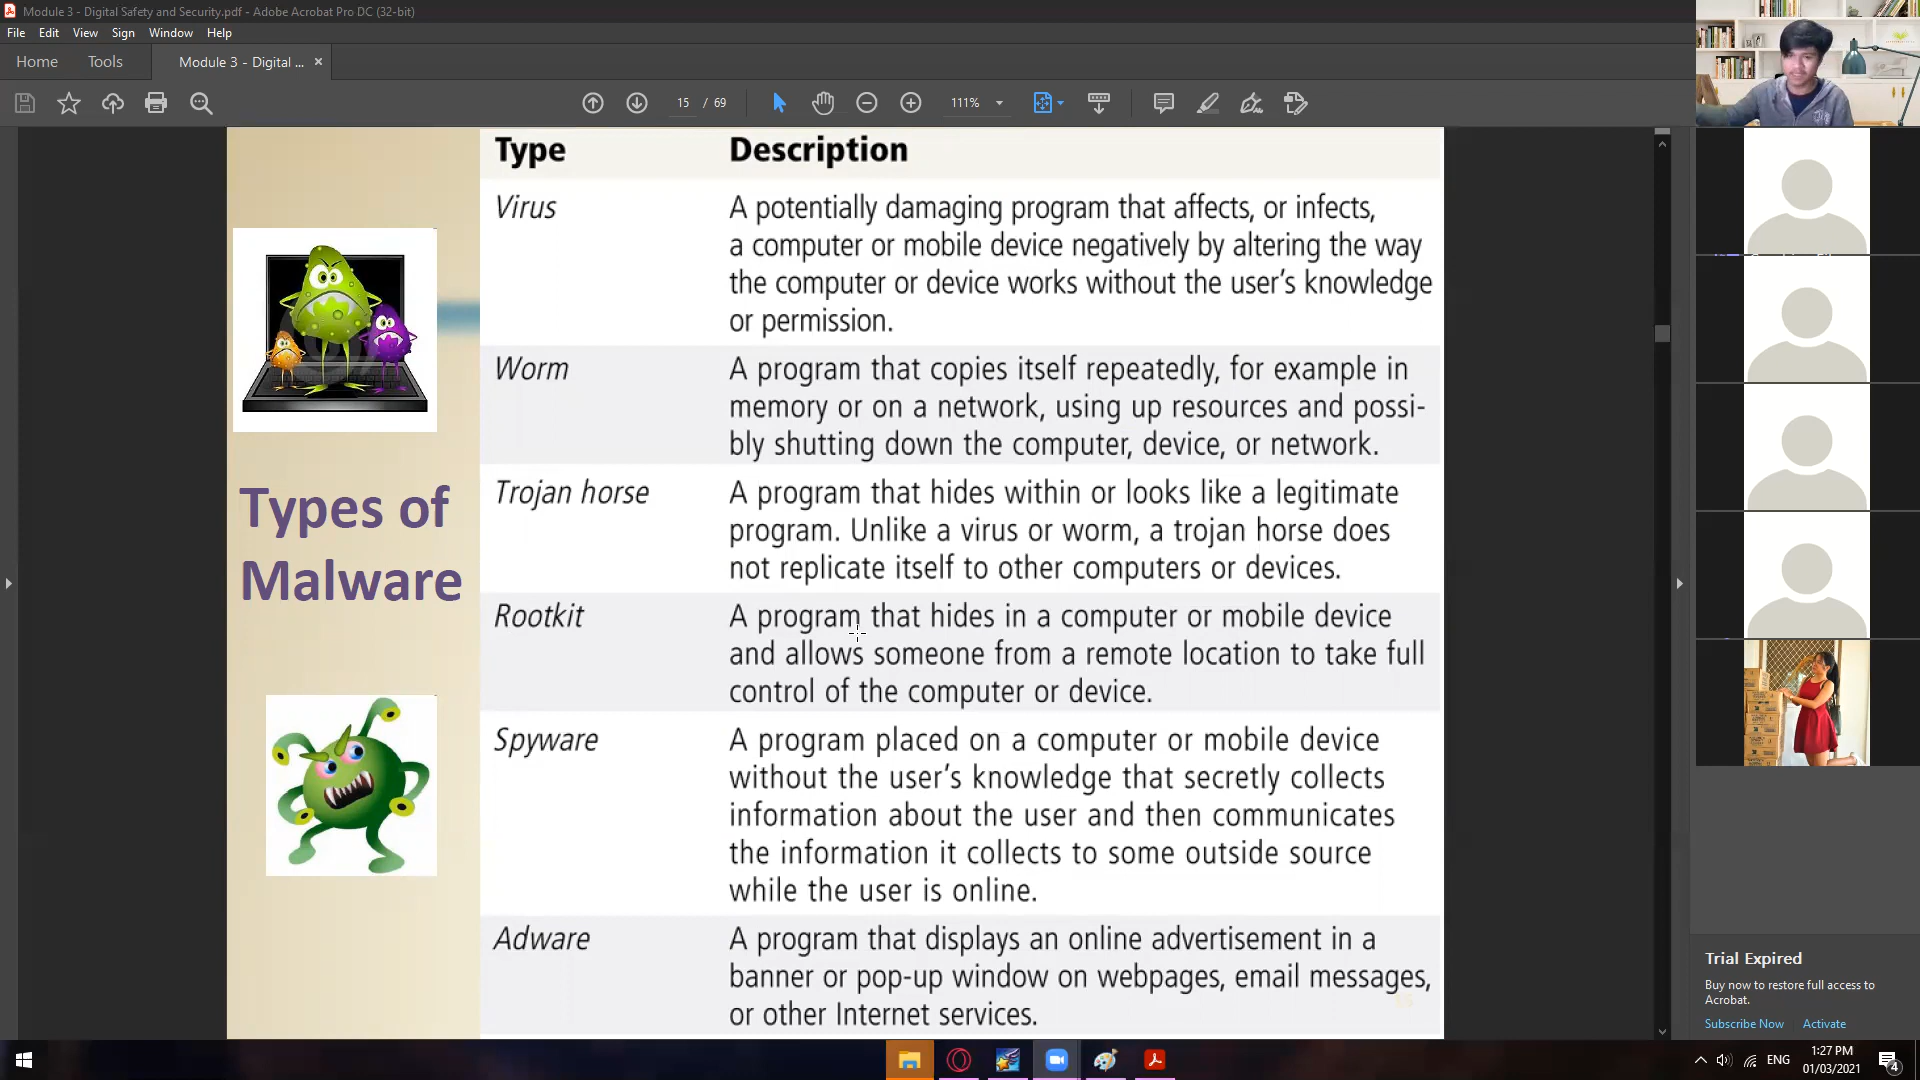 Module 3 - Digital Safety and Security.pdf - Adobe Acrobat Pro DC (32-bit)
File Edit View Sign Window Help
Home Tools Module 3 - Digital ... ×
15 / 69 111%
Types of
Malware
Type Description
Virus A potentially damaging program that affects, or infects,
a computer or mobile device negatively by altering the way
the computer or device works without the user's knowledge
or permission.
Worm A program that copies itself repeatedly, for example in
memory or on a network, using up resources and possi-
bly shutting down the computer, device, or network.
Trojan horse A program that hides within or looks like a legitimate
program. Unlike a virus or worm, a trojan horse does
not replicate itself to other computers or devices.
Rootkit A program that hides in a computer or mobile device
and allows someone from a remote location to take full
control of the computer or device.
Spyware A program placed on a computer or mobile device
without the user's knowledge that secretly collects
information about the user and then communicates
the information it collects to some outside source
while the user is online.
Adware A program that displays an online advertisement in a
banner or pop-up window on webpages, email messages,
or other Internet services.
Trial Expired
Buy now to restore full access to
Acrobat.
Subscribe Now Activate
ENG
1:27 PM
01/03/2021
4